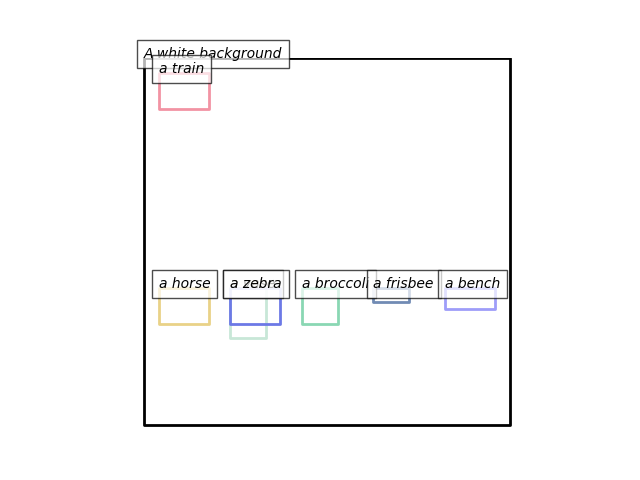 A white background
a train
a horse
a zebra
a broccoli
a frisbee
a bench